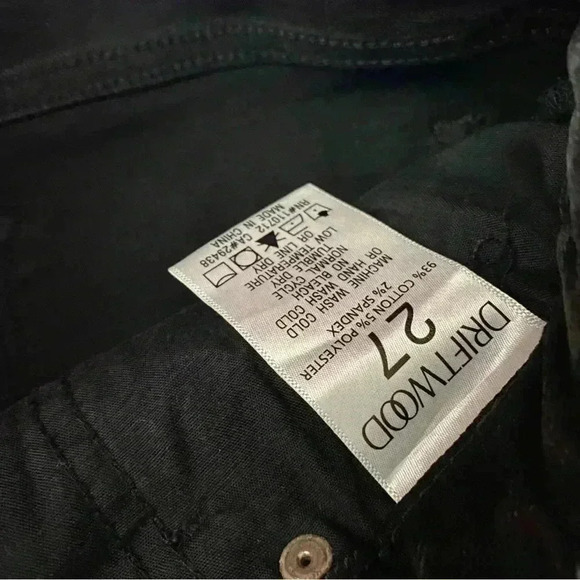 DRIFTWOOD
27
93% COTTON 5% POLYESTER
2% SPANDEX
MACHINE WASH COLD
OR HAND WASH COLD
NO BLEACH
NORMAL CYCLE
TUMBLE DRY
LOW TEMPERATURE
OR LINE DRY
RN#110712 CA#29438
MADE IN CHINA